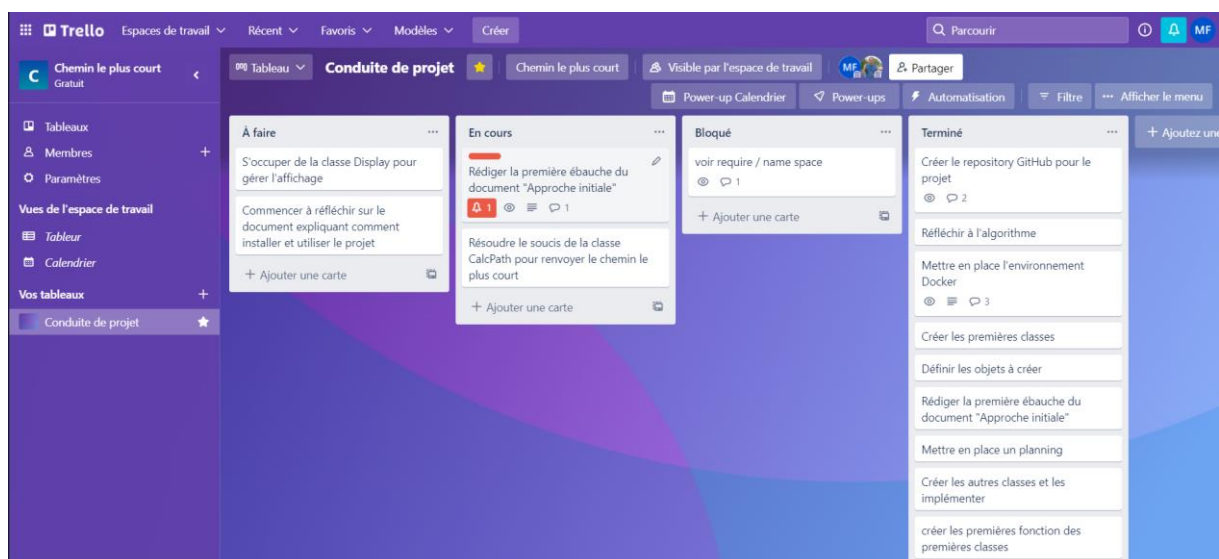 Trello
Espaces de travail
Récent
Favoris
Modèles
Créer
Parcourir
MF
C
Chemin le plus court
Gratuit
Tableau
Conduite de projet
Chemin le plus court
Visible par l'espace de travail
MF
Partager
Power-up Calendrier
Power-ups
Automatisation
Filtre
Afficher le menu
Tableaux
Membres
Paramètres
Vues de l'espace de travail
Tableur
Calendrier
Vos tableaux
Conduite de projet
À faire
S'occuper de la classe Display pour
gérer l'affichage
Commencer à réfléchir sur le
document expliquant comment
installer et utiliser le projet
+ Ajouter une carte
En cours
Rédiger la première ébauche du
document "Approche initiale"
1
1
Résoudre le soucis de la classe
CalcPath pour renvoyer le chemin le
plus court
+ Ajouter une carte
Bloqué
voir require / name space
1
+ Ajouter une carte
Terminé
Créer le repository GitHub pour le
projet
2
Réfléchir à l'algorithme
Mettre en place l'environnement
Docker
3
Créer les premières classes
Définir les objets à créer
Rédiger la première ébauche du
document "Approche initiale"
Mettre en place un planning
Créer les autres classes et les
implémenter
créer les premières fonction des
premières classes
+ Ajoutez une